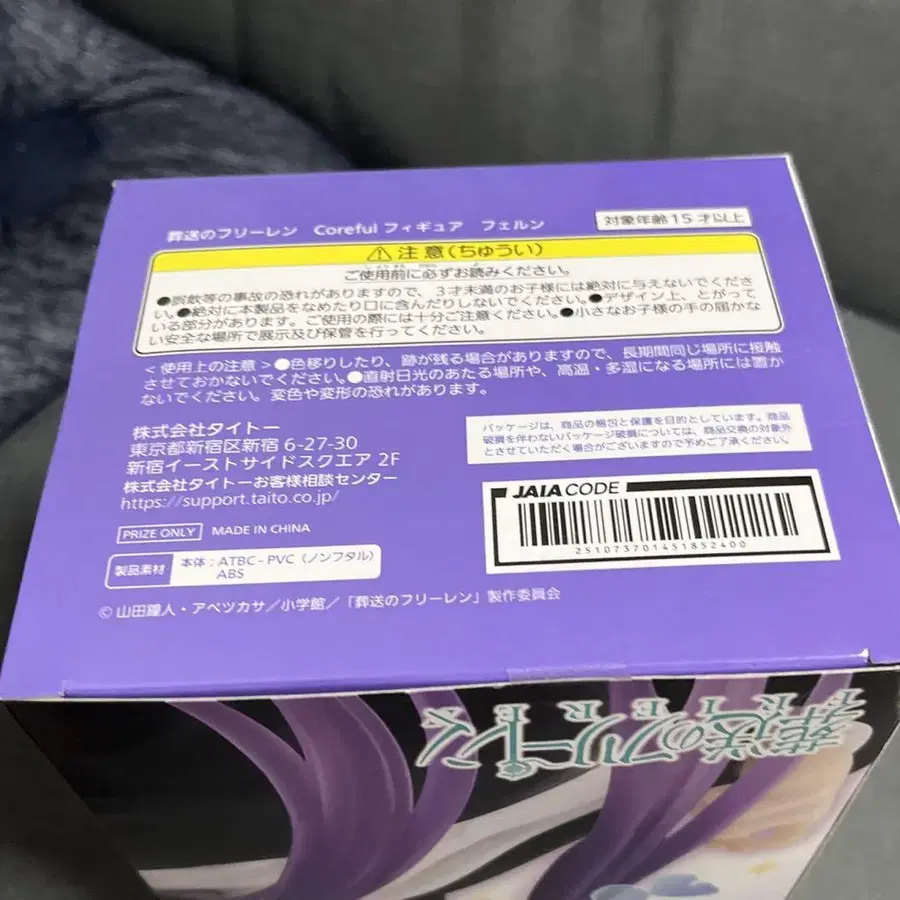 葬送のフリーレン Coreful フィギュア フェルン
対象年齢15才以上
⚠注意(ちゅうい)
ご使用前に必ずお読みください。
●誤飲等の事故の恐れがありますので、3才未満のお子様には絶対に与えないでくださ
い。●絶対に本製品をなめたり口に含んだりしないでください。●デザイン上、とがって
いる部分があります。ご使用の際には十分ご注意ください。●小さなお子様の手の届かな
い安全な場所で展示及び保管を行ってください。
<使用上の注意>●色移りしたり、跡が残る場合がありますので、長期間同じ場所に接触
させておかないでください。●直射日光のあたる場所や、高温・多湿になる場所には置か
ないでください。変色や変形の恐れがあります。
株式会社タイトー
東京都新宿区新宿 6-27-30
新宿イーストサイドスクエア 2F
株式会社タイトーお客様相談センター
https://support.taito.co.jp/
パッケージは、商品の梱包と保護を目的としています。商品
破損を伴わないパッケージ破損については、商品交換の対象外
とさせていただく場合がございますので予めご了承ください。
PRIZE ONLY MADE IN CHINA
JAIA CODE
251073701451852400
製品素材 本体:ATBC-PVC(ノンフタル)
ABS
©山田鐘人・アベツカサ/小学館/「葬送のフリーレン」製作委員会
葬送のフリーレン